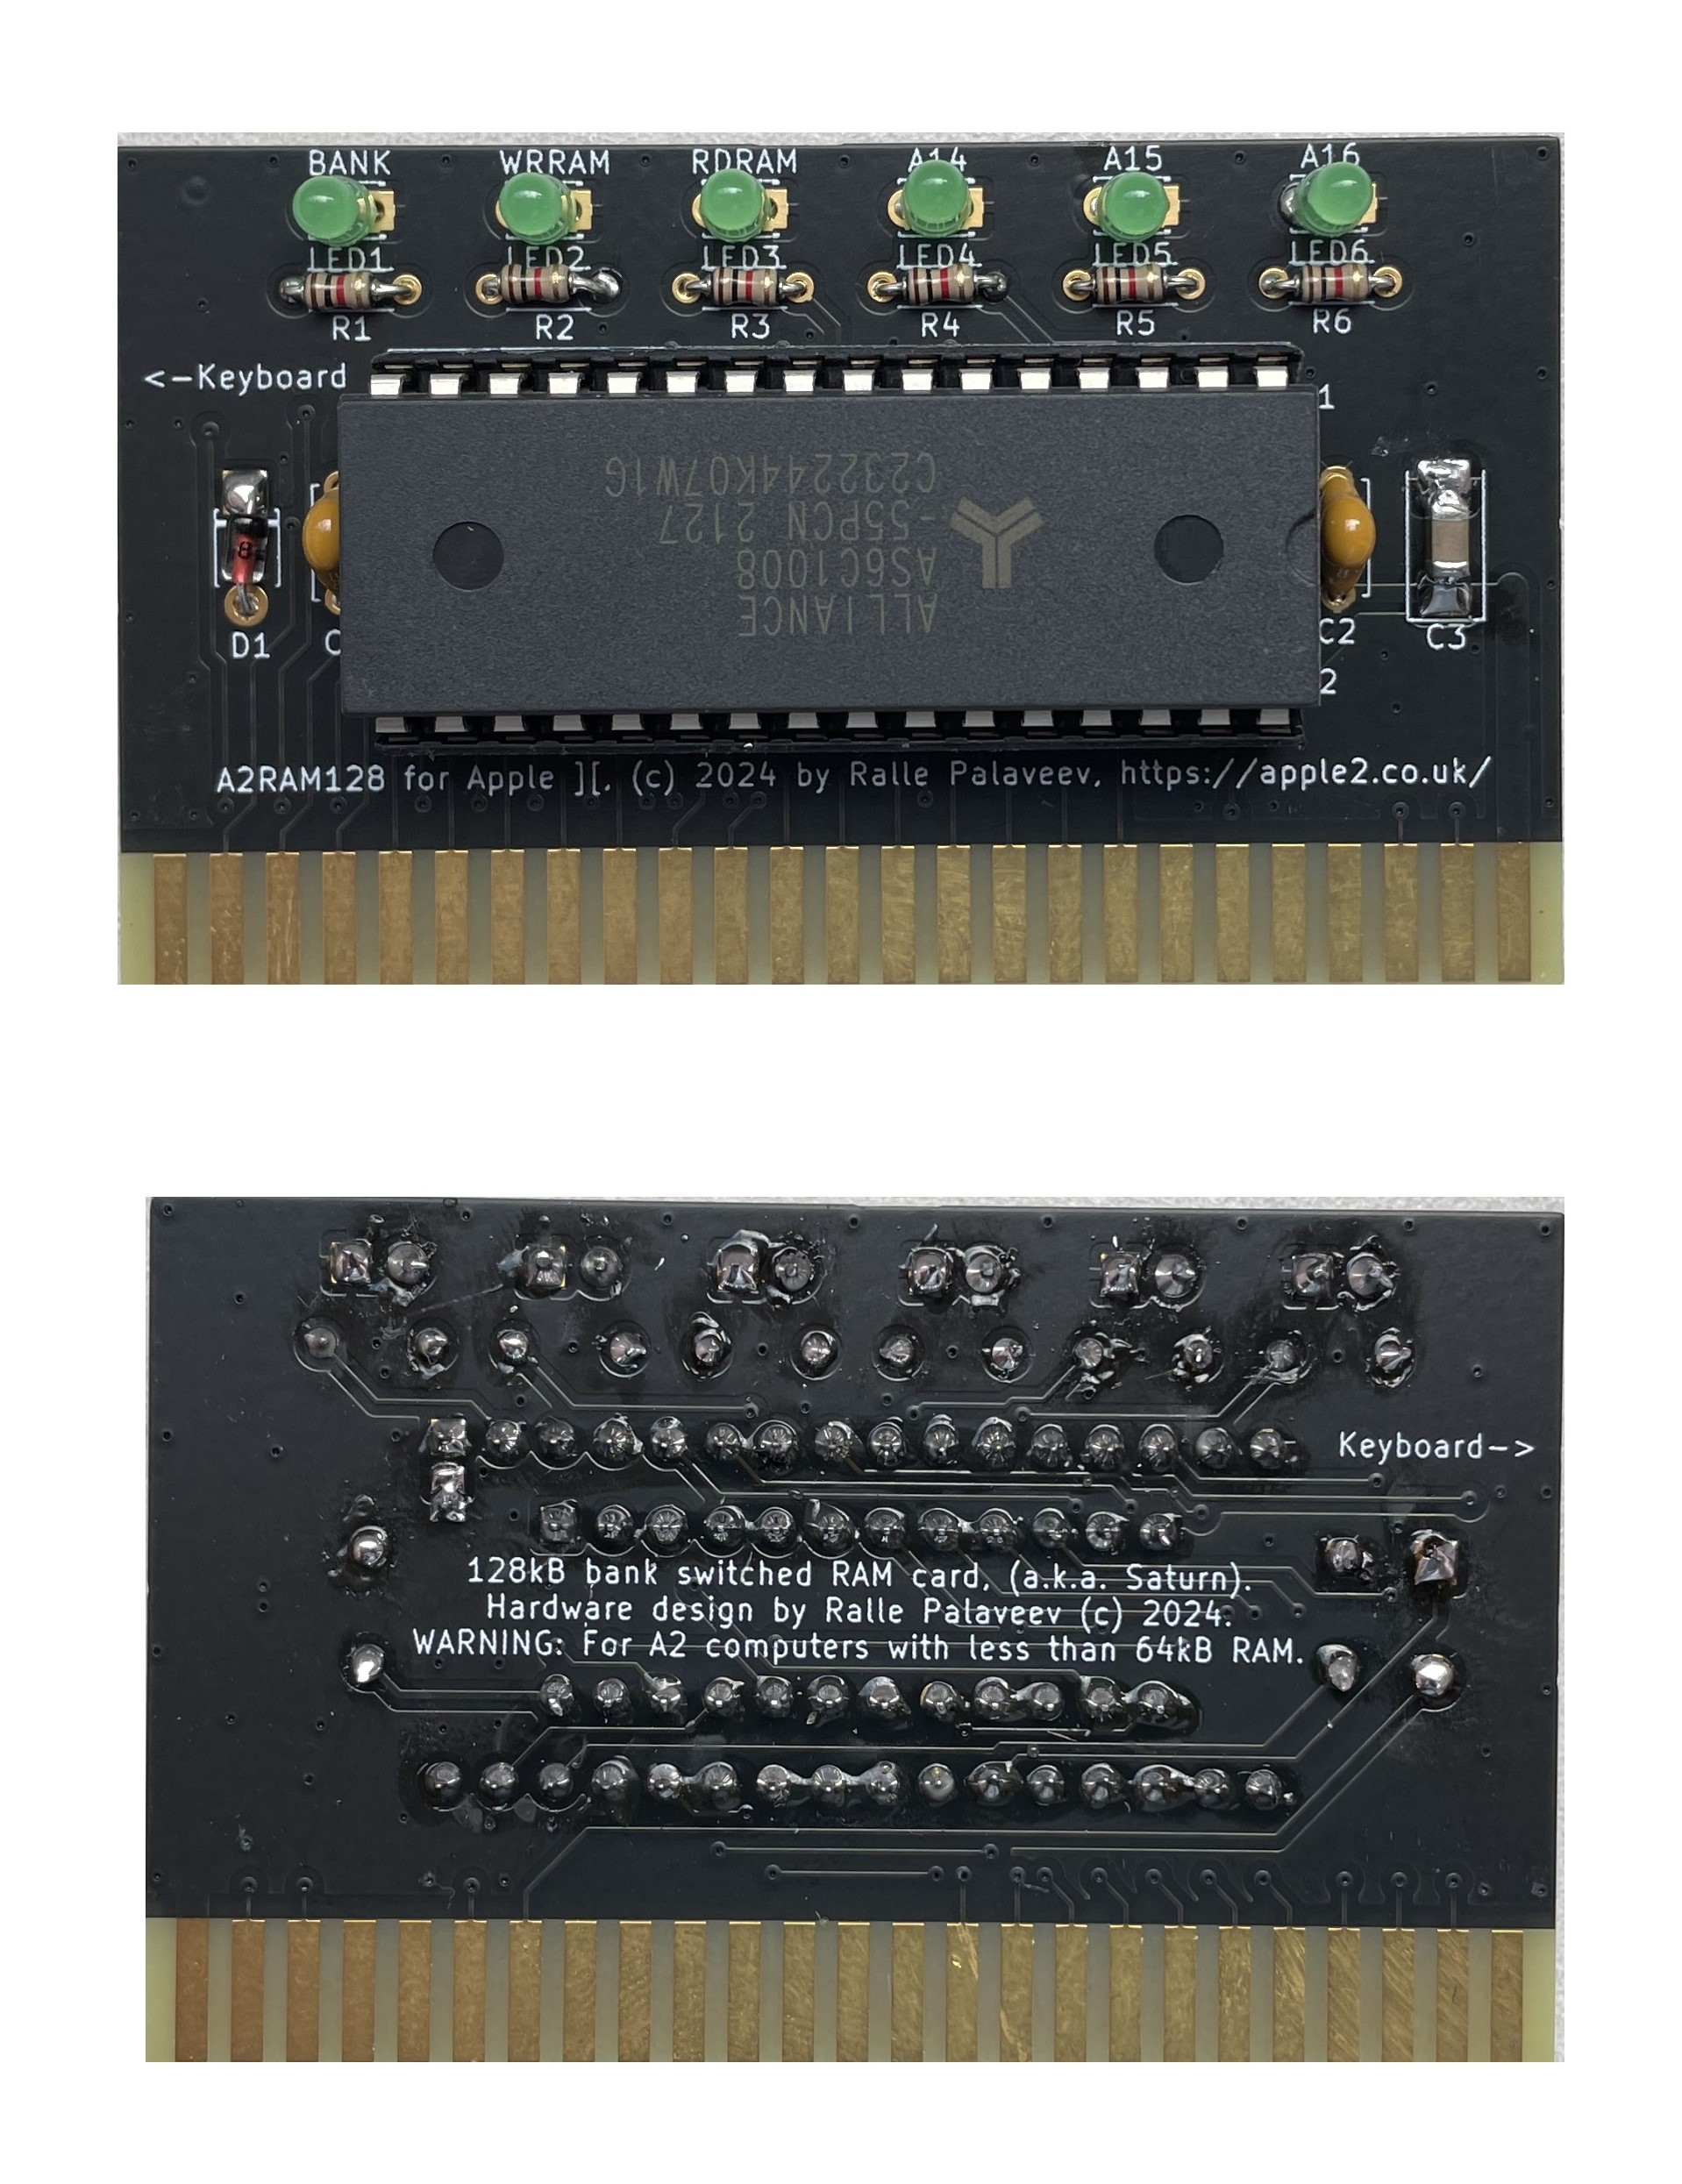 BANK WRRAM RDRAM A14 A15 A16
LED1 LED2 LED3 LED4 LED5 LED6
R1 R2 R3 R4 R5 R6
<-Keyboard
1
ALLIANCE
AS6C1008
55PCN 2127
C232244K07W1G
8
D1 C C2 C3
2
A2RAM128 for Apple ][. (c) 2024 by Ralle Palaveev, https://apple2.co.uk/
Keyboard->
128kB bank switched RAM card, (a.k.a. Saturn).
Hardware design by Ralle Palaveev (c) 2024.
WARNING: For A2 computers with less than 64kB RAM.